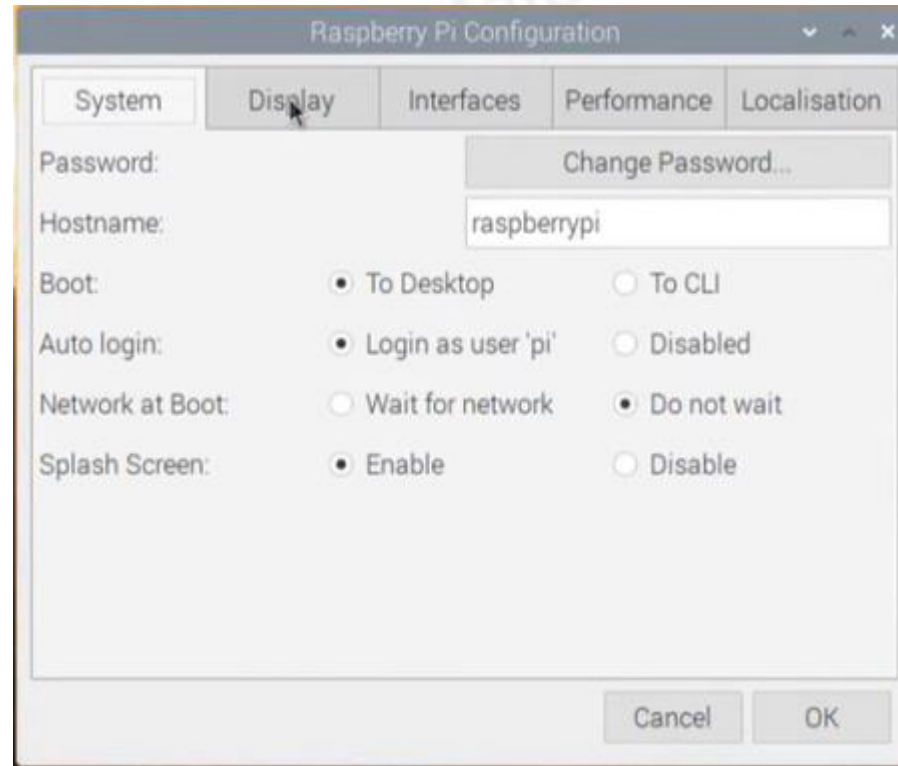 Raspberry Pi Configuration
System Display Interfaces Performance Localisation
Password: Change Password...
Hostname: raspberrypi
Boot: To Desktop To CLI
Auto login: Login as user 'pi' Disabled
Network at Boot: Wait for network Do not wait
Splash Screen: Enable Disable
Cancel OK